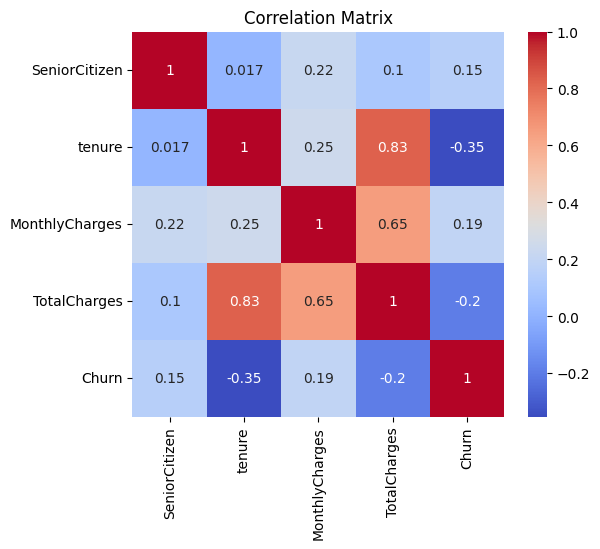 Correlation Matrix
SeniorCitizen 1 0.017 0.22 0.1 0.15
tenure 0.017 1 0.25 0.83 -0.35
MonthlyCharges 0.22 0.25 1 0.65 0.19
TotalCharges 0.1 0.83 0.65 1 -0.2
Churn 0.15 -0.35 0.19 -0.2 1
SeniorCitizen
tenure
MonthlyCharges
TotalCharges
Churn
1.0
0.8
0.6
0.4
0.2
0.0
−0.2